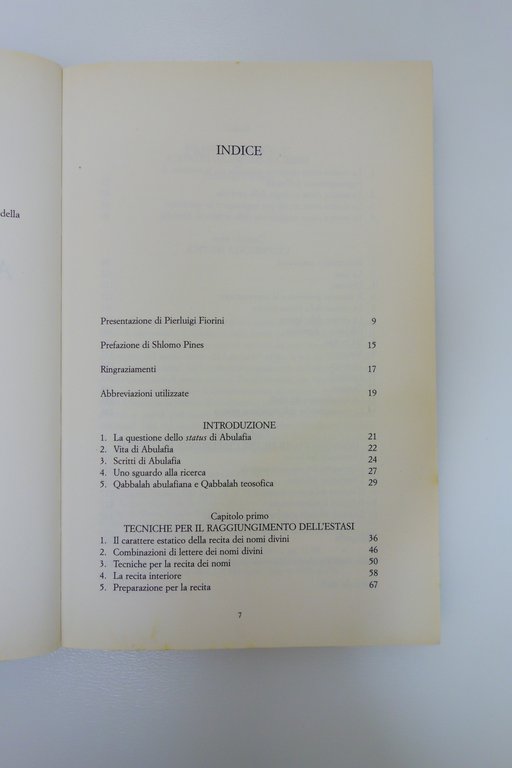 della
A
INDICE
Presentazione di Pierluigi Fiorini 9
Prefazione di Shlomo Pines 15
Ringraziamenti 17
Abbreviazioni utilizzate 19
INTRODUZIONE
1. La questione dello status di Abulafia 21
2. Vita di Abulafia 22
3. Scritti di Abulafia 24
4. Uno sguardo alla ricerca 27
5. Qabbalah abulafiana e Qabbalah teosofica 29
Capitolo primo
TECNICHE PER IL RAGGIUNGIMENTO DELL'ESTASI
1. Il carattere estatico della recita dei nomi divini 36
2. Combinazioni di lettere dei nomi divini 46
3. Tecniche per la recita dei nomi 50
4. La recita interiore 58
5. Preparazione per la recita 67
7